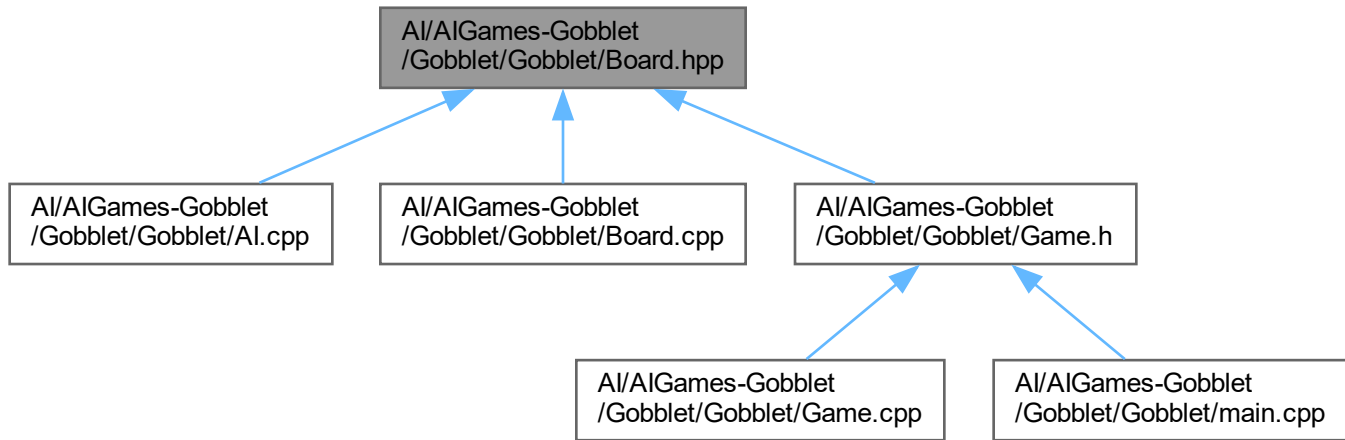 AI/AIGames-Gobblet
/Gobblet/Gobblet/Board.hpp
AI/AIGames-Gobblet
/Gobblet/Gobblet/AI.cpp
AI/AIGames-Gobblet
/Gobblet/Gobblet/Board.cpp
AI/AIGames-Gobblet
/Gobblet/Gobblet/Game.h
AI/AIGames-Gobblet
/Gobblet/Gobblet/Game.cpp
AI/AIGames-Gobblet
/Gobblet/Gobblet/main.cpp